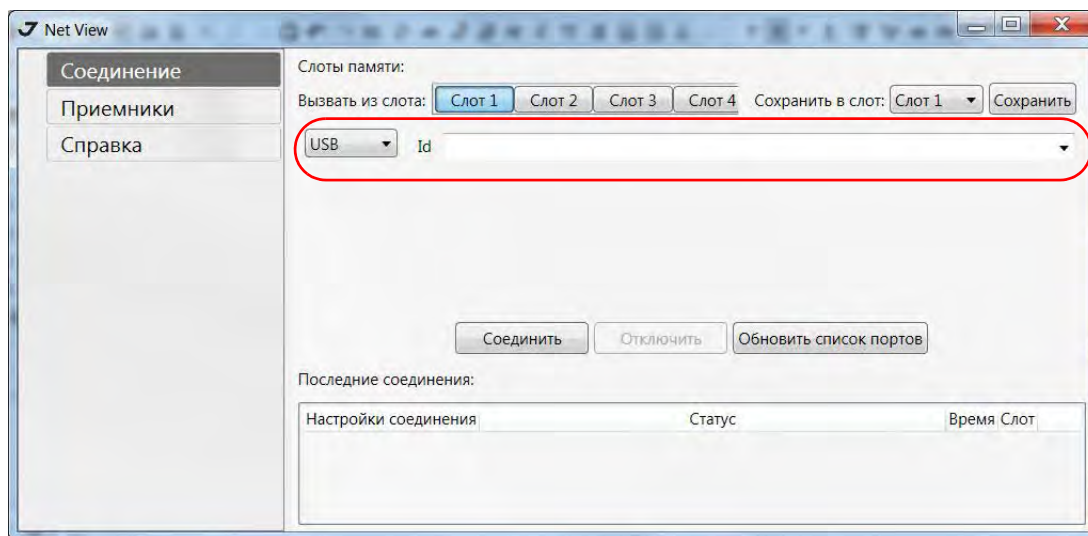 Net View
Соединение
Приемники
Справка
Слоты памяти:
Вызвать из слота: Слот 1 Слот 2 Слот 3 Слот 4 Сохранить в слот: Слот 1 Сохранить
USB Id
Соединить Отключить Обновить список портов
Последние соединения:
Настройки соединения Статус Время Слот